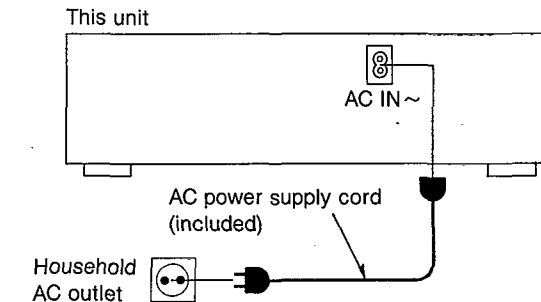 This unit
AC IN ~
AC power supply cord
(included)
Household
AC outlet